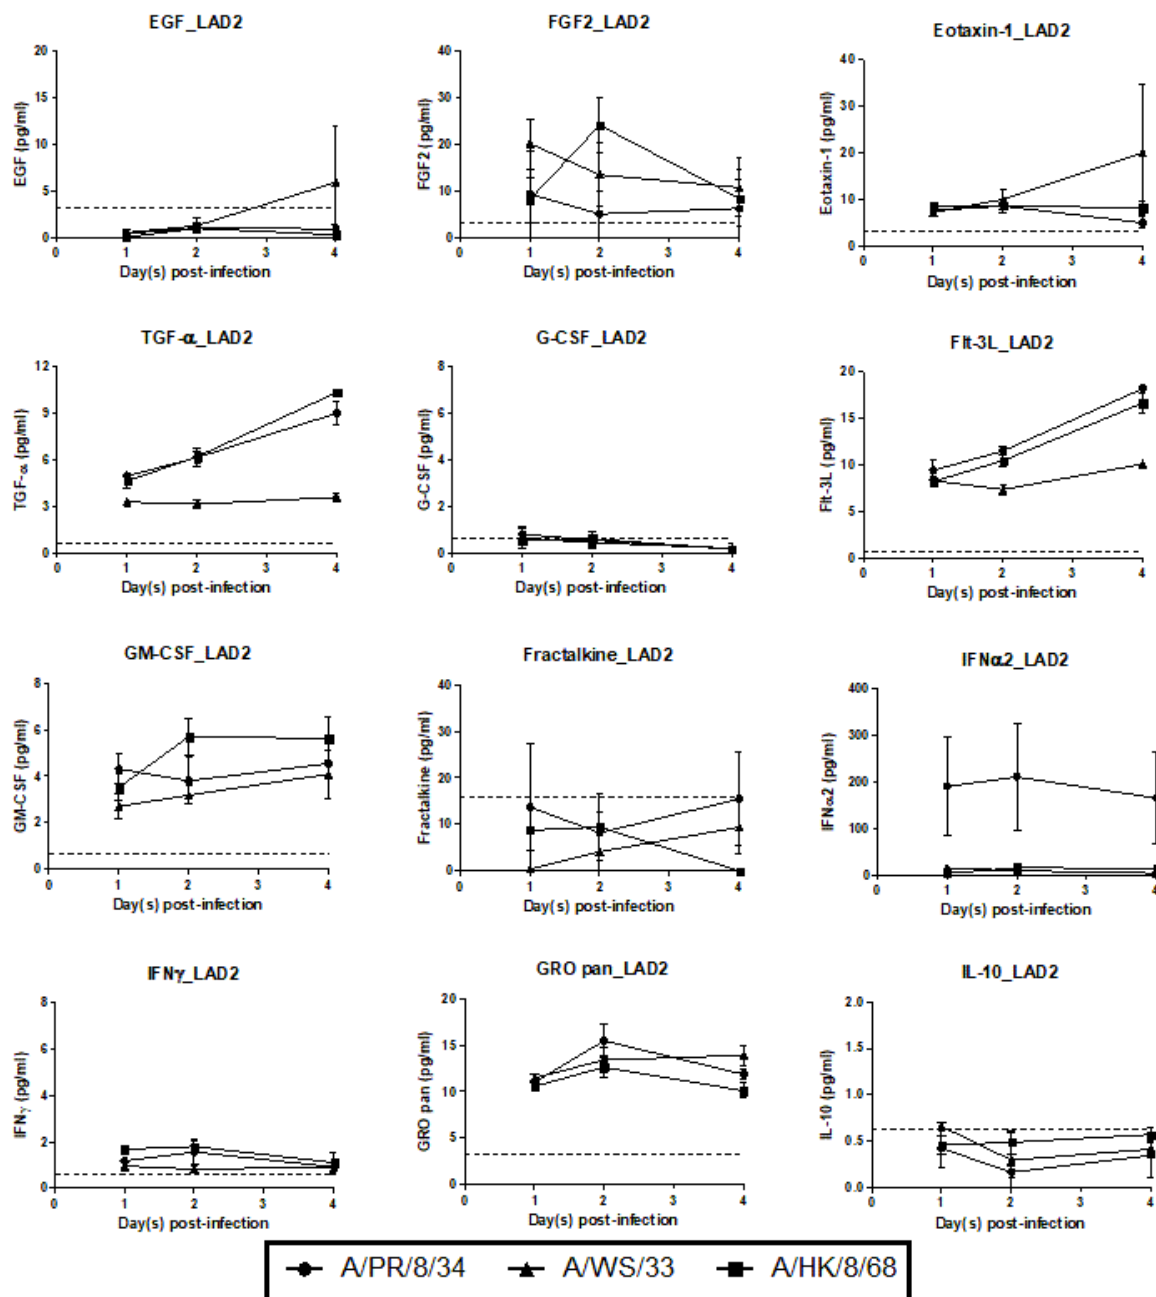 EGF_LAD2
20
15
10
5
0
EGF (pg/ml)
0 1 2 3 4
Day(s) post-infection
FGF2_LAD2
40
30
20
10
0
FGF2 (pg/ml)
0 1 2 3 4
Day(s) post-infection
Eotaxin-1_LAD2
40
30
20
10
0
Eotaxin-1 (pg/ml)
0 1 2 3 4
Day(s) post-infection
TGF-α_LAD2
12
9
6
3
0
TGF-α (pg/ml)
0 1 2 3 4
Day(s) post-infection
G-CSF_LAD2
8
6
4
2
0
G-CSF (pg/ml)
0 1 2 3 4
Day(s) post-infection
Flt-3L_LAD2
20
15
10
5
0
Flt-3L (pg/ml)
0 1 2 3 4
Day(s) post-infection
GM-CSF_LAD2
8
6
4
2
0
GM-CSF (pg/ml)
0 1 2 3 4
Day(s) post-infection
Fractalkine_LAD2
40
30
20
10
0
Fractalkine (pg/ml)
0 1 2 3 4
Day(s) post-infection
IFNα2_LAD2
400
300
200
100
0
IFNα2 (pg/ml)
0 1 2 3 4
Day(s) post-infection
IFNγ_LAD2
8
6
4
2
0
IFNγ (pg/ml)
0 1 2 3 4
Day(s) post-infection
GRO pan_LAD2
20
15
10
5
0
GRO pan (pg/ml)
0 1 2 3 4
Day(s) post-infection
IL-10_LAD2
2.0
1.5
1.0
0.5
0.0
IL-10 (pg/ml)
0 1 2 3 4
Day(s) post-infection
A/PR/8/34 A/WS/33 A/HK/8/68